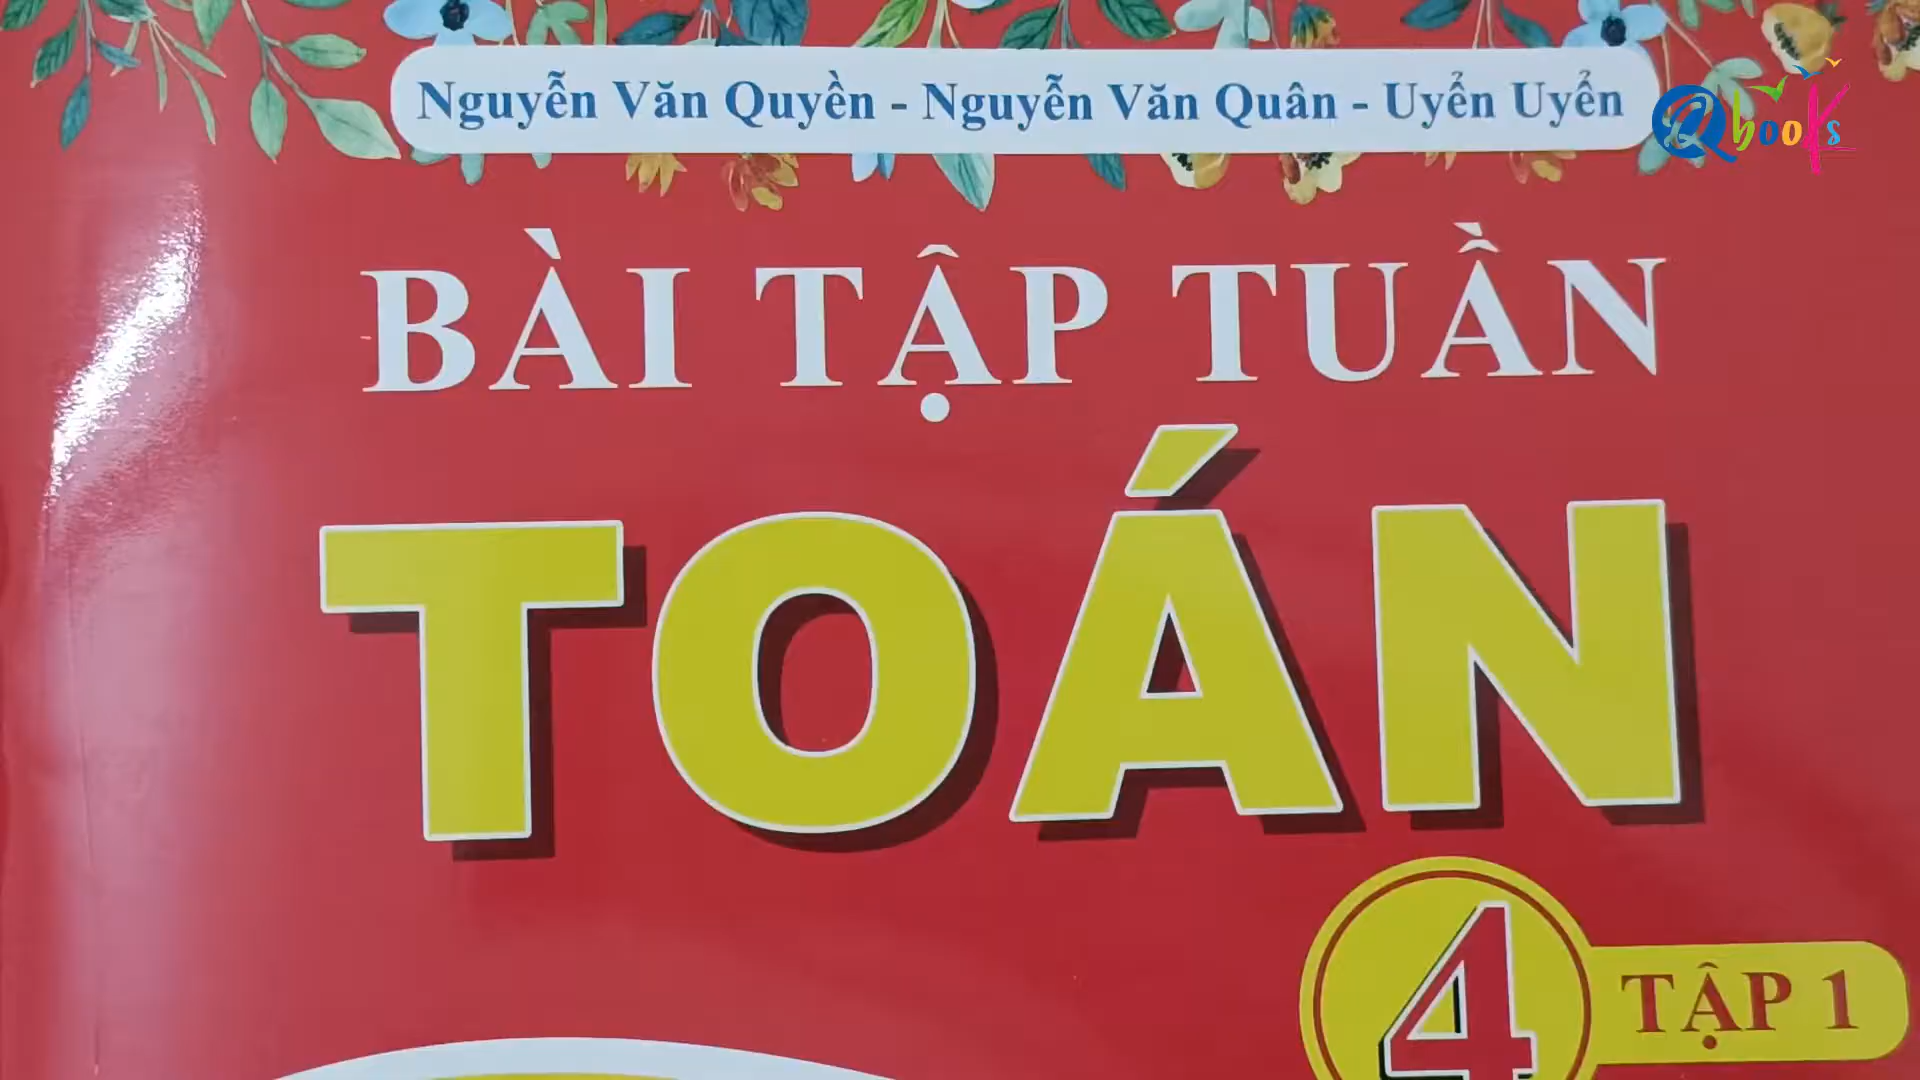 Nguyễn Văn Quyền - Nguyễn Văn Quân - Uyển Uyển
Qbooks
BÀI TẬP TUẦN
TOÁN
4
TẬP 1